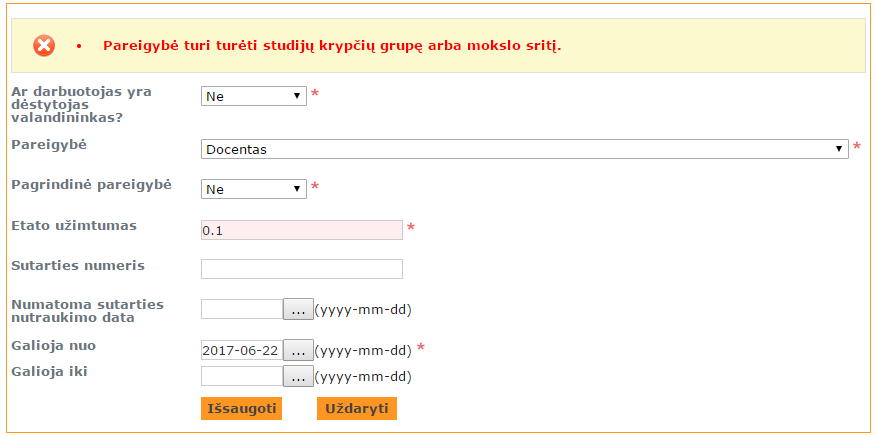 Pareigybė turi turėti studijų krypčių grupę arba mokslo sritį.
Ar darbuotojas yra
dėstytojas
valandininkas?
Ne *
Pareigybė
Docentas *
Pagrindinė pareigybė
Ne *
Etato užimtumas
0.1 *
Sutarties numeris
Numatoma sutarties
nutraukimo data
... (yyyy-mm-dd)
Galioja nuo
2017-06-22 ... (yyyy-mm-dd) *
Galioja iki
... (yyyy-mm-dd)
Išsaugoti Uždaryti